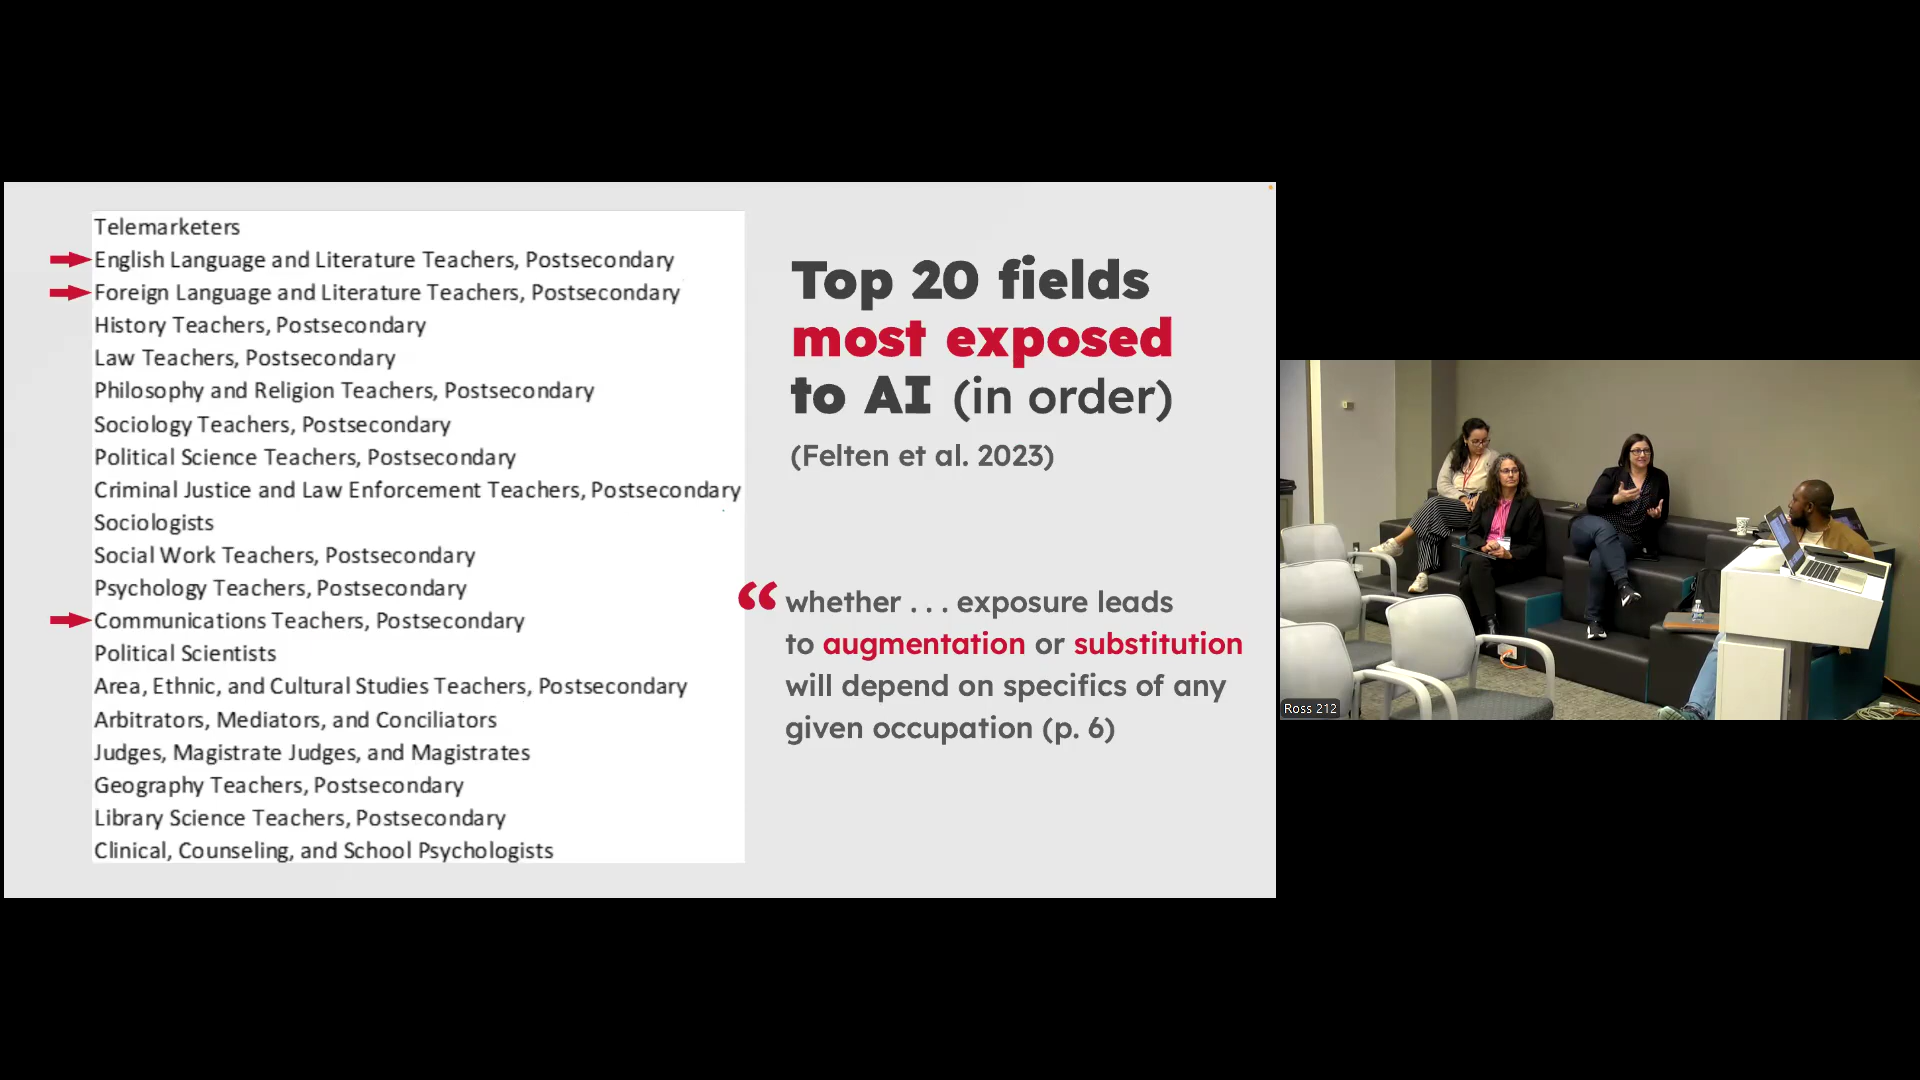 Telemarketers
English Language and Literature Teachers, Postsecondary
Foreign Language and Literature Teachers, Postsecondary
History Teachers, Postsecondary
Law Teachers, Postsecondary
Philosophy and Religion Teachers, Postsecondary
Sociology Teachers, Postsecondary
Political Science Teachers, Postsecondary
Criminal Justice and Law Enforcement Teachers, Postsecondary
Sociologists
Social Work Teachers, Postsecondary
Psychology Teachers, Postsecondary
Communications Teachers, Postsecondary
Political Scientists
Area, Ethnic, and Cultural Studies Teachers, Postsecondary
Arbitrators, Mediators, and Conciliators
Judges, Magistrate Judges, and Magistrates
Geography Teachers, Postsecondary
Library Science Teachers, Postsecondary
Clinical, Counseling, and School Psychologists
Top 20 fields
most exposed
to AI (in order)
(Felten et al. 2023)
“ whether . . . exposure leads
to augmentation or substitution
will depend on specifics of any
given occupation (p. 6)
Ross 212